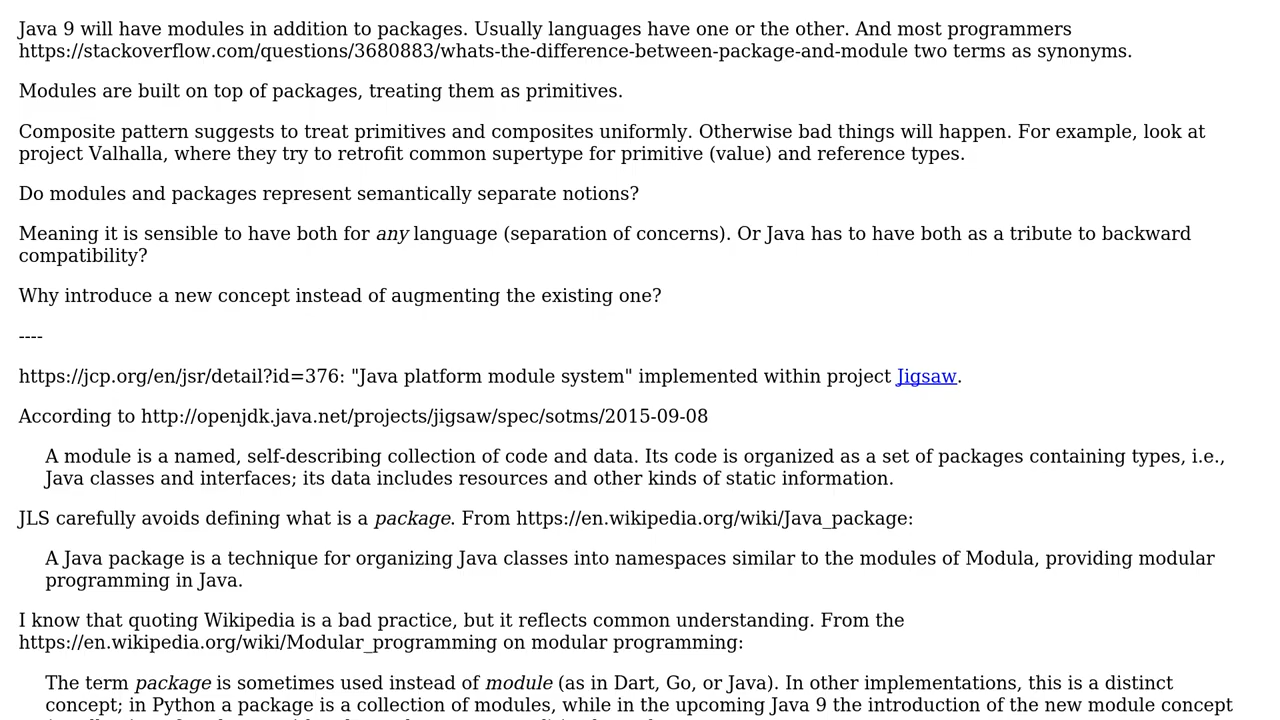 Java 9 will have modules in addition to packages. Usually languages have one or the other. And most programmers
https://stackoverflow.com/questions/3680883/whats-the-difference-between-package-and-module two terms as synonyms.
Modules are built on top of packages, treating them as primitives.
Composite pattern suggests to treat primitives and composites uniformly. Otherwise bad things will happen. For example, look at
project Valhalla, where they try to retrofit common supertype for primitive (value) and reference types.
Do modules and packages represent semantically separate notions?
Meaning it is sensible to have both for any language (separation of concerns). Or Java has to have both as a tribute to backward
compatibility?
Why introduce a new concept instead of augmenting the existing one?
----
https://jcp.org/en/jsr/detail?id=376: "Java platform module system" implemented within project Jigsaw.
According to http://openjdk.java.net/projects/jigsaw/spec/sotms/2015-09-08
A module is a named, self-describing collection of code and data. Its code is organized as a set of packages containing types, i.e.,
Java classes and interfaces; its data includes resources and other kinds of static information.
JLS carefully avoids defining what is a package. From https://en.wikipedia.org/wiki/Java_package:
A Java package is a technique for organizing Java classes into namespaces similar to the modules of Modula, providing modular
programming in Java.
I know that quoting Wikipedia is a bad practice, but it reflects common understanding. From the
https://en.wikipedia.org/wiki/Modular_programming on modular programming:
The term package is sometimes used instead of module (as in Dart, Go, or Java). In other implementations, this is a distinct
concept; in Python a package is a collection of modules, while in the upcoming Java 9 the introduction of the new module concept